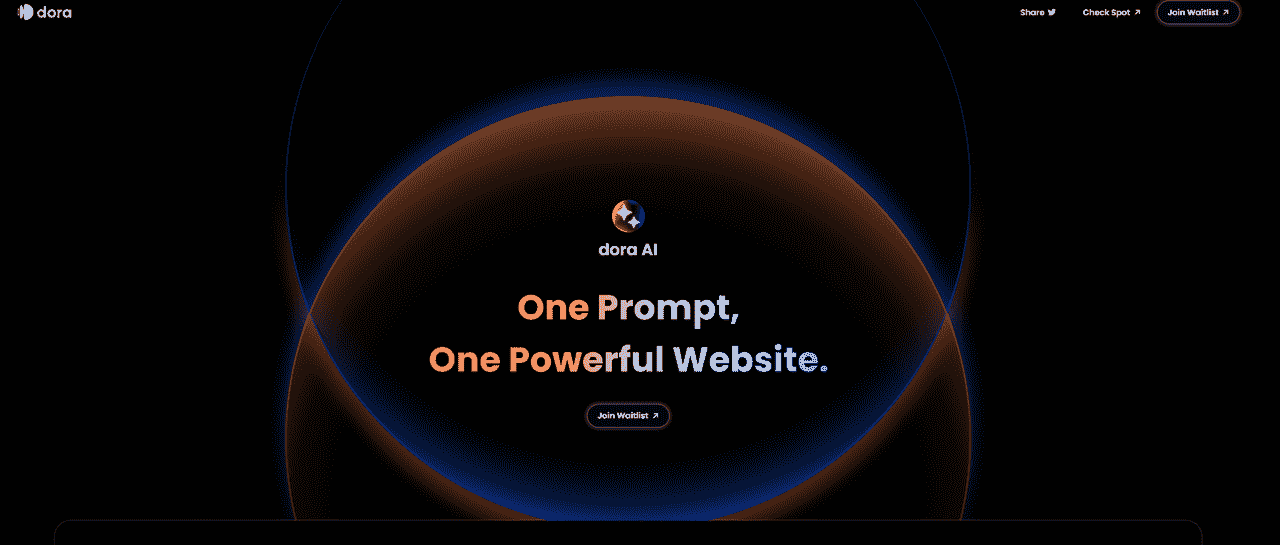 dora
Share
Check Spot
Join Waitlist
dora AI
One Prompt,
One Powerful Website.
Join Waitlist